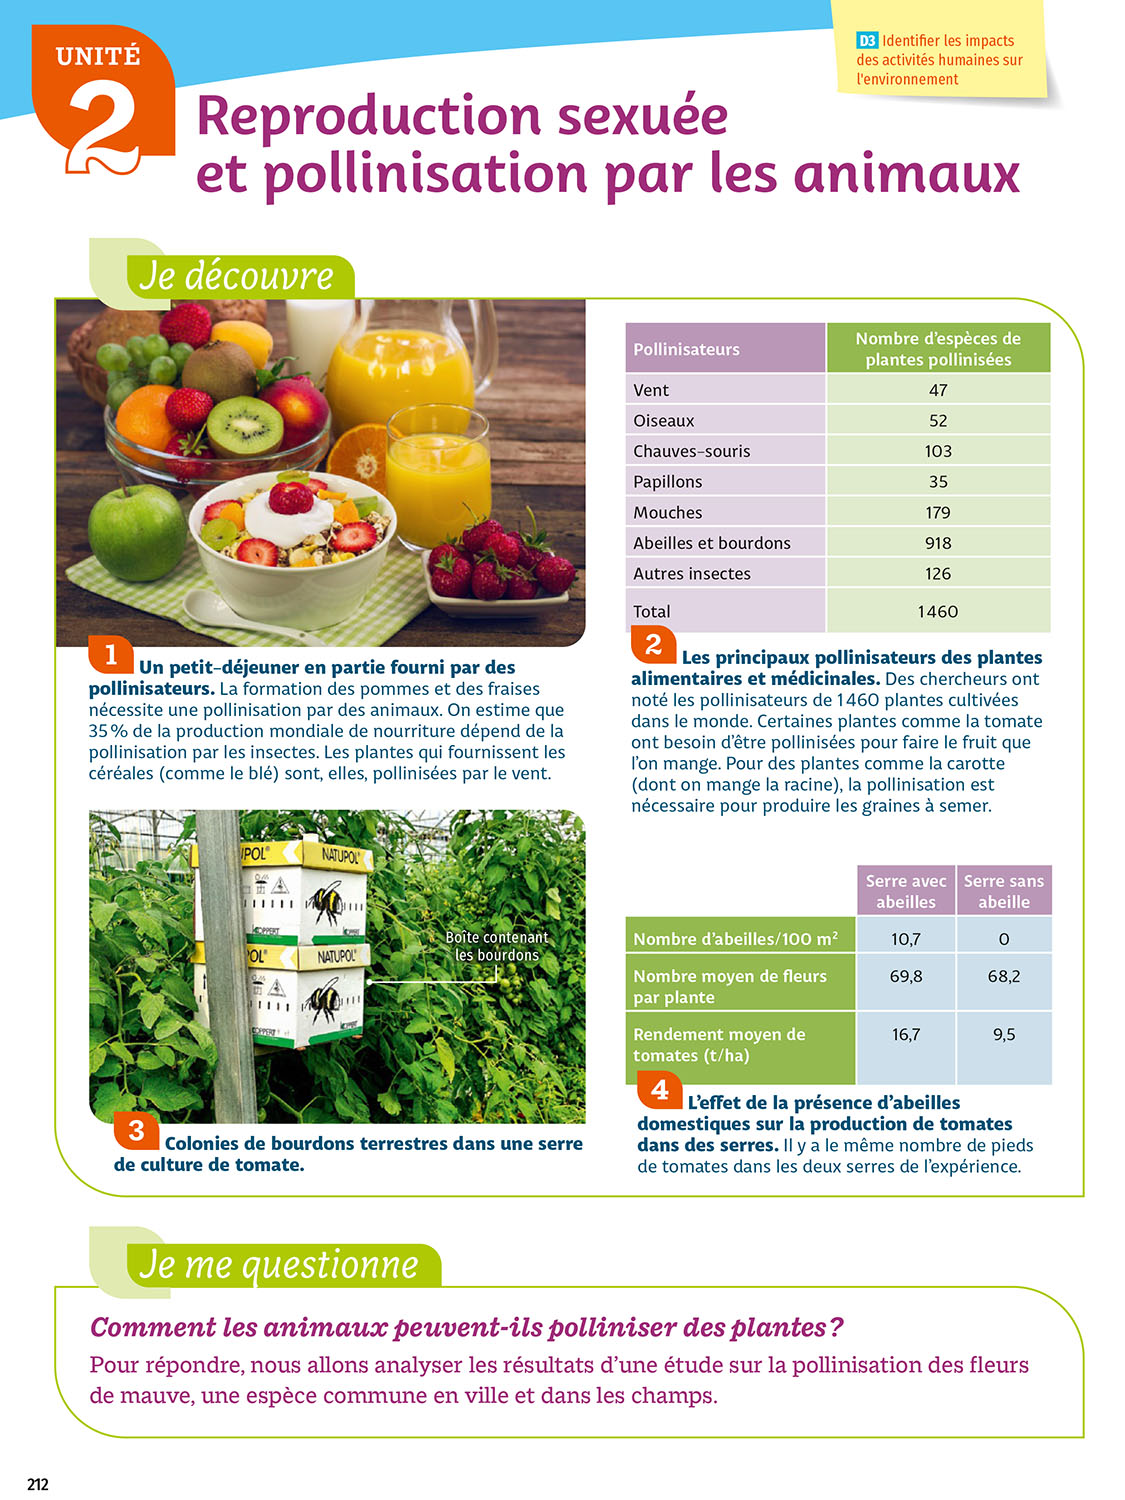 UNITÉ
2
D3 Identifier les impacts
des activités humaines sur
l'environnement
Reproduction sexuée
et pollinisation par les animaux
Je découvre
1 Un petit-déjeuner en partie fourni par des
pollinisateurs. La formation des pommes et des fraises
nécessite une pollinisation par des animaux. On estime que
35 % de la production mondiale de nourriture dépend de la
pollinisation par les insectes. Les plantes qui fournissent les
céréales (comme le blé) sont, elles, pollinisées par le vent.
Pollinisateurs Nombre d'espèces de
plantes pollinisées
Vent 47
Oiseaux 52
Chauves-souris 103
Papillons 35
Mouches 179
Abeilles et bourdons 918
Autres insectes 126
Total 1 460
2 Les principaux pollinisateurs des plantes
alimentaires et médicinales. Des chercheurs ont
noté les pollinisateurs de 1 460 plantes cultivées
dans le monde. Certaines plantes comme la tomate
ont besoin d'être pollinisées pour faire le fruit que
l'on mange. Pour des plantes comme la carotte
(dont on mange la racine), la pollinisation est
nécessaire pour produire les graines à semer.
NATUPOL
KOPPERT
NATUPOL
KOPPERT
Boîte contenant
les bourdons
3 Colonies de bourdons terrestres dans une serre
de culture de tomate.
Serre avec Serre sans
abeilles abeille
Nombre d'abeilles/100 m² 10,7 0
Nombre moyen de fleurs 69,8 68,2
par plante
Rendement moyen de 16,7 9,5
tomates (t/ha)
4 L'effet de la présence d'abeilles
domestiques sur la production de tomates
dans des serres. Il y a le même nombre de pieds
de tomates dans les deux serres de l'expérience.
Je me questionne
Comment les animaux peuvent-ils polliniser des plantes ?
Pour répondre, nous allons analyser les résultats d'une étude sur la pollinisation des fleurs
de mauve, une espèce commune en ville et dans les champs.
212